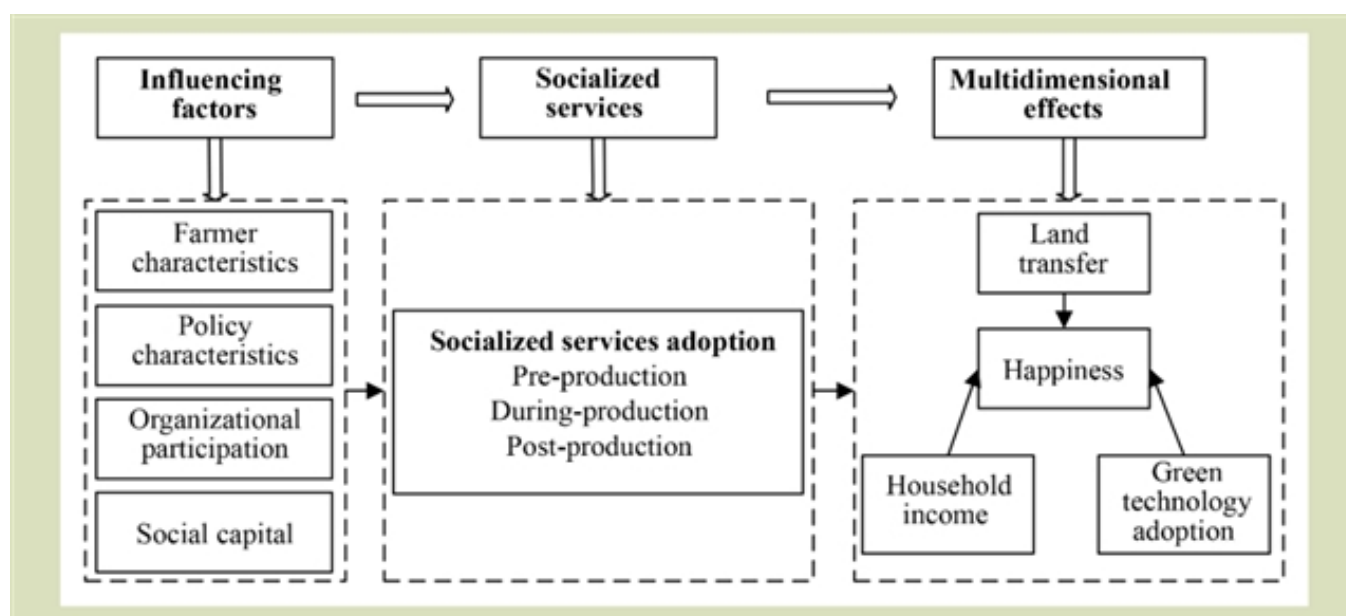 Influencing
factors
Socialized
services
Multidimensional
effects
Farmer
characteristics
Policy
characteristics
Organizational
participation
Social capital
Socialized services adoption
Pre-production
During-production
Post-production
Land
transfer
Happiness
Household
income
Green
technology
adoption